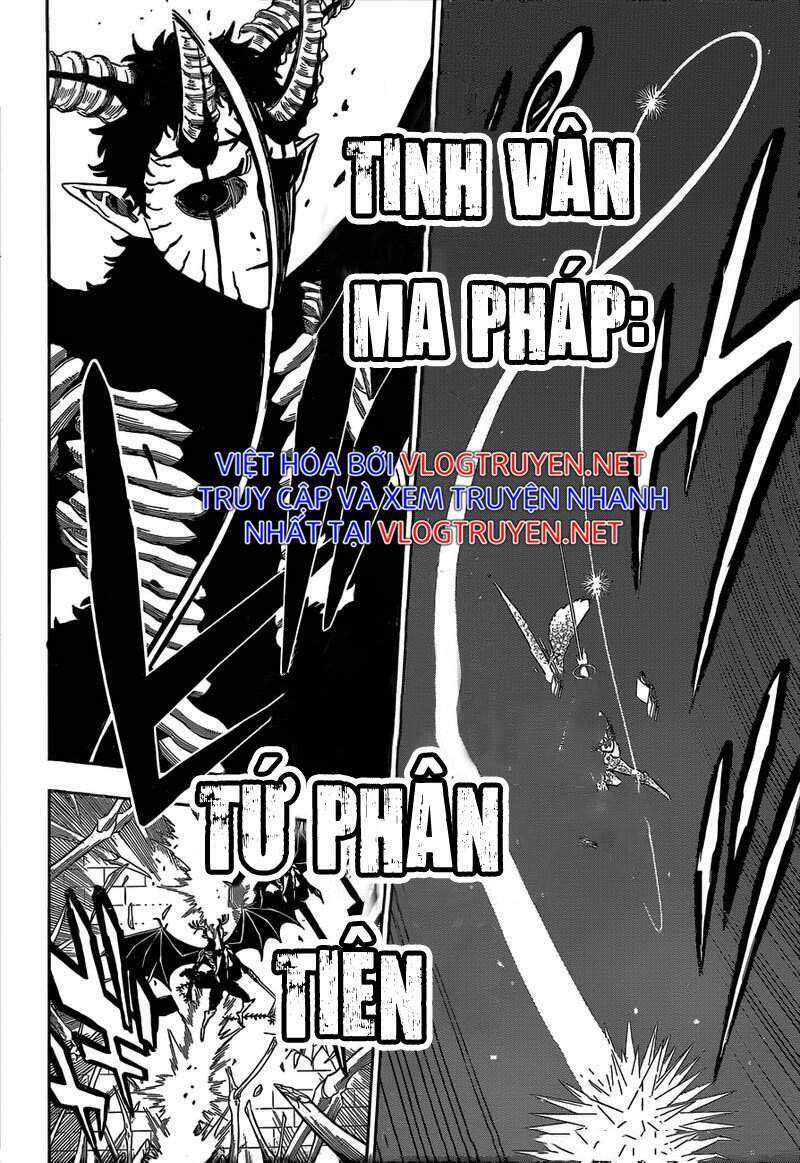 TINH VÂN
MA PHÁP:
VIỆT HÓA BỞI VLOGTRUYEN.NET
TRUY CẬP VÀ XEM TRUYỆN NHANH
NHẤT TẠI VLOGTRUYEN.NET
TỨ PHÂN
TIÊN